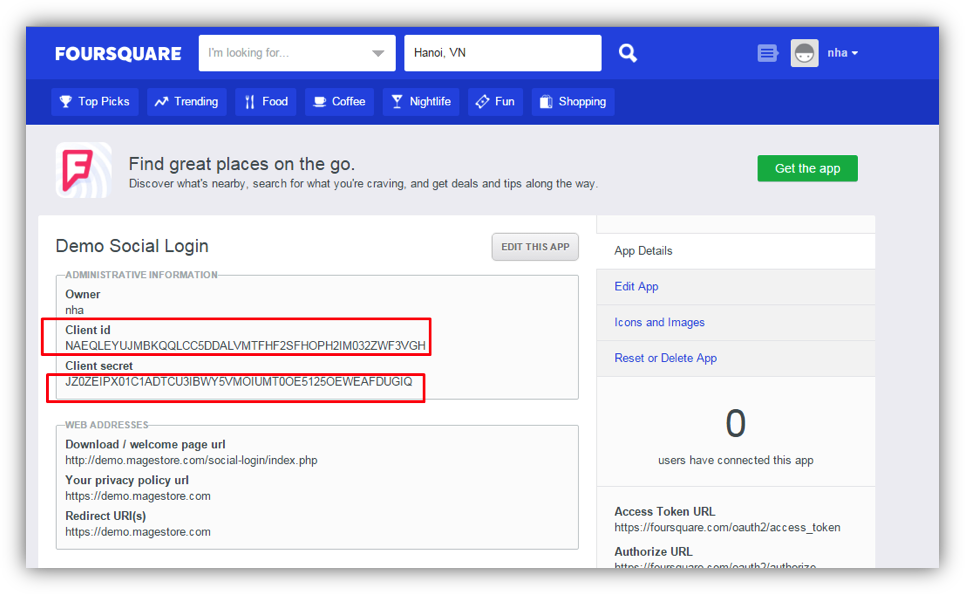 FOURSQUARE
I'm looking for...
Hanoi, VN
nha
Top Picks
Trending
Food
Coffee
Nightlife
Fun
Shopping
Find great places on the go.
Discover what's nearby, search for what you're craving, and get deals and tips along the way.
Get the app
Demo Social Login
EDIT THIS APP
ADMINISTRATIVE INFORMATION
Owner
nha
Client id
NAEQLEYUJMBKQQLCC5DDALVMTFHF2SFHOPH2IM032ZWF3VGH
Client secret
JZ0ZEIPX01C1ADTCU3IBWY5VMOIUMT0OE5125OEWEAFDUGIQ
WEB ADDRESSES
Download / welcome page url
http://demo.magestore.com/social-login/index.php
Your privacy policy url
https://demo.magestore.com
Redirect URI(s)
https://demo.magestore.com
App Details
Edit App
Icons and Images
Reset or Delete App
0
users have connected this app
Access Token URL
https://foursquare.com/oauth2/access_token
Authorize URL
https://foursquare.com/oauth2/authorize